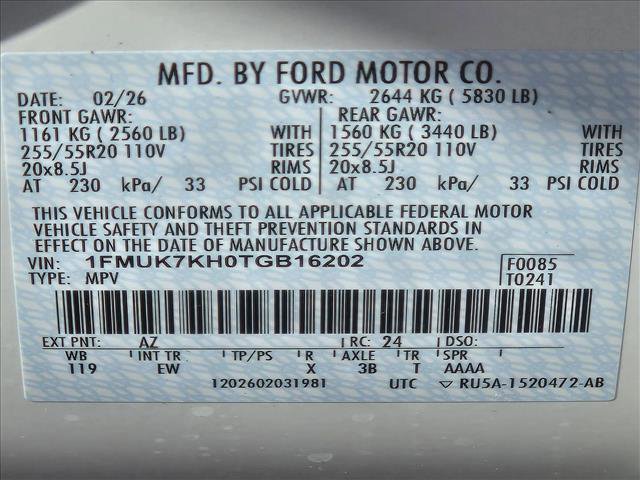 MFD. BY FORD MOTOR CO.
DATE: 02/26 GVWR: 2644 KG ( 5830 LB)
FRONT GAWR: REAR GAWR:
1161 KG ( 2560 LB) WITH 1560 KG ( 3440 LB) WITH
255/55R20 110V TIRES 255/55R20 110V TIRES
20x8.5J RIMS 20x8.5J RIMS
AT 230 kPa/ 33 PSI COLD AT 230 kPa/ 33 PSI COLD
THIS VEHICLE CONFORMS TO ALL APPLICABLE FEDERAL MOTOR
VEHICLE SAFETY AND THEFT PREVENTION STANDARDS IN
EFFECT ON THE DATE OF MANUFACTURE SHOWN ABOVE.
VIN: 1FMUK7KH0TGB16202 F0085
TYPE: MPV T0241
EXT PNT: AZ RC: 24 DSO:
WB INT TR TP/PS R AXLE TR SPR
119 EW X 3B T AAAA
1202602031981 UTC ▽ RU5A-1520472-AB